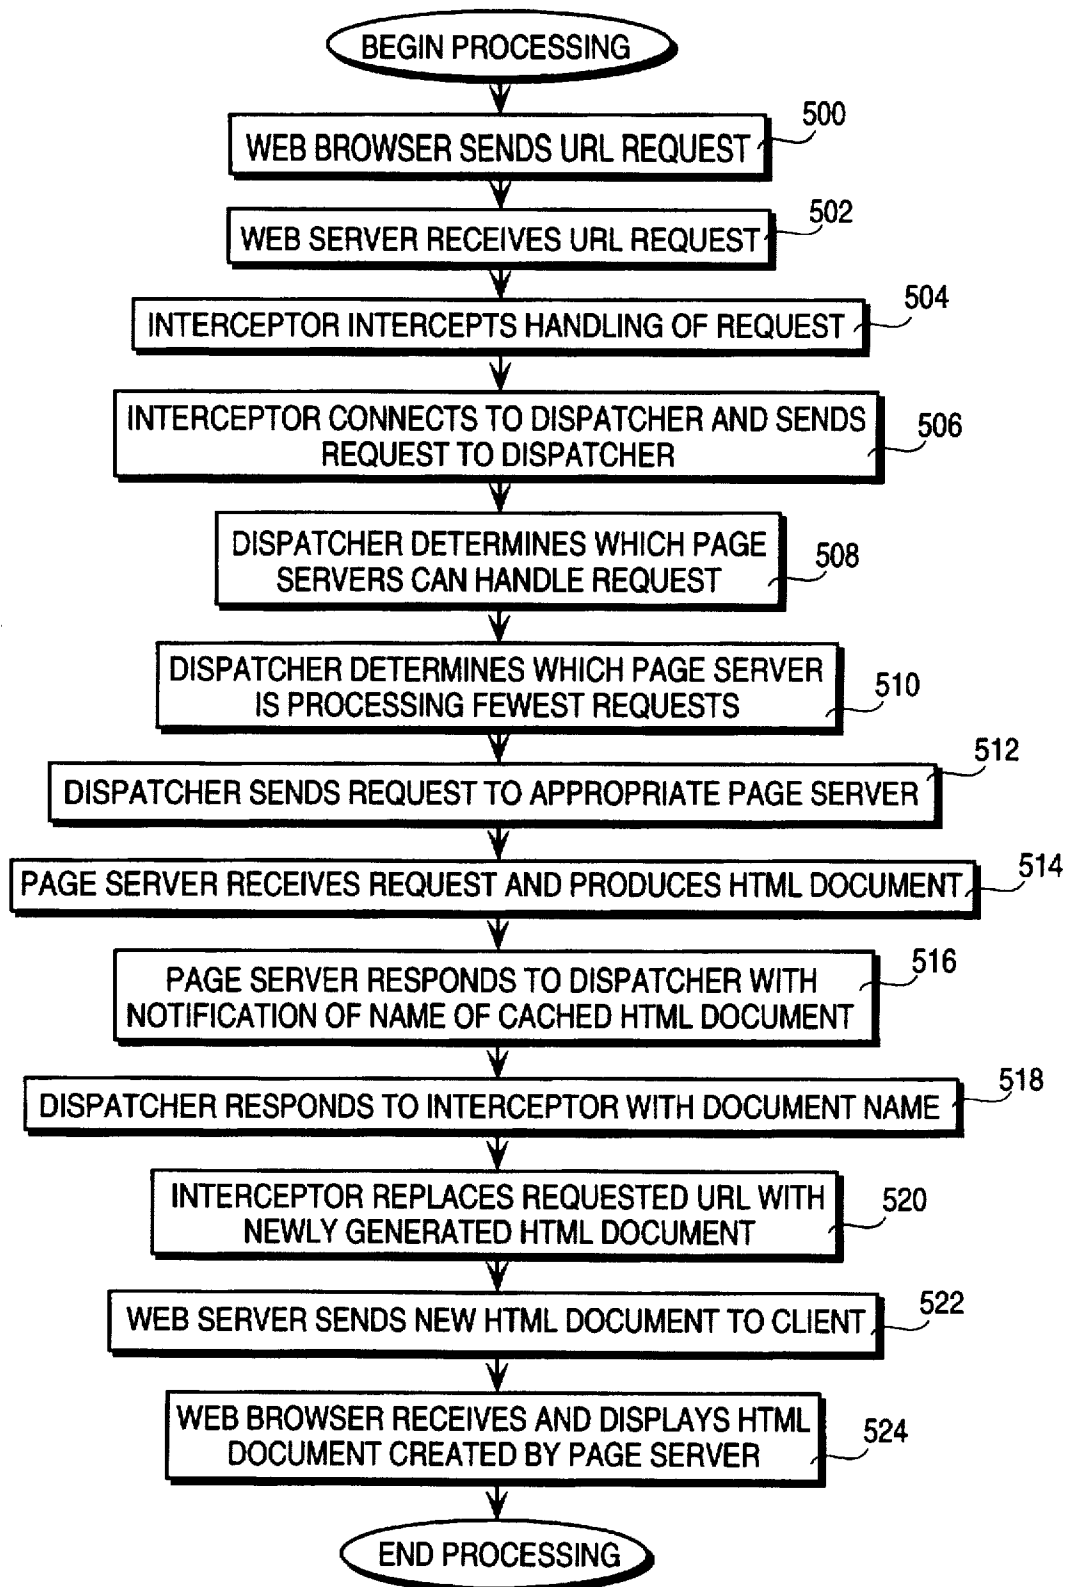 BEGIN PROCESSING
500
WEB BROWSER SENDS URL REQUEST
502
WEB SERVER RECEIVES URL REQUEST
504
INTERCEPTOR INTERCEPTS HANDLING OF REQUEST
INTERCEPTOR CONNECTS TO DISPATCHER AND SENDS
REQUEST TO DISPATCHER
506
DISPATCHER DETERMINES WHICH PAGE
SERVERS CAN HANDLE REQUEST
508
DISPATCHER DETERMINES WHICH PAGE SERVER
IS PROCESSING FEWEST REQUESTS
510
512
DISPATCHER SENDS REQUEST TO APPROPRIATE PAGE SERVER
514
PAGE SERVER RECEIVES REQUEST AND PRODUCES HTML DOCUMENT
516
PAGE SERVER RESPONDS TO DISPATCHER WITH
NOTIFICATION OF NAME OF CACHED HTML DOCUMENT
518
DISPATCHER RESPONDS TO INTERCEPTOR WITH DOCUMENT NAME
INTERCEPTOR REPLACES REQUESTED URL WITH
NEWLY GENERATED HTML DOCUMENT
520
522
WEB SERVER SENDS NEW HTML DOCUMENT TO CLIENT
WEB BROWSER RECEIVES AND DISPLAYS HTML
DOCUMENT CREATED BY PAGE SERVER
524
END PROCESSING